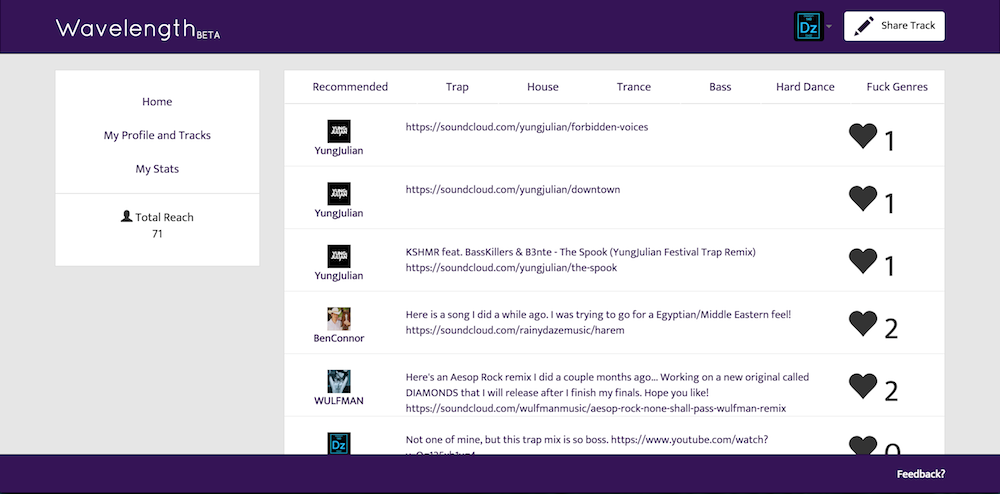 Wavelength BETA
Dz
Share Track
Home
My Profile and Tracks
My Stats
Total Reach
71
Recommended Trap House Trance Bass Hard Dance Fuck Genres
YungJulian
https://soundcloud.com/yungjulian/forbidden-voices
1
YungJulian
https://soundcloud.com/yungjulian/downtown
1
YungJulian
KSHMR feat. BassKillers & B3nte - The Spook (YungJulian Festival Trap Remix)
https://soundcloud.com/yungjulian/the-spook
1
BenConnor
Here is a song I did a while ago. I was trying to go for a Egyptian/Middle Eastern feel!
https://soundcloud.com/rainydazemusic/harem
2
WULFMAN
Here's an Aesop Rock remix I did a couple months ago... Working on a new original called
DIAMONDS that I will release after I finish my finals. Hope you like!
https://soundcloud.com/wulfmanmusic/aesop-rock-none-shall-pass-wulfman-remix
2
Dz
Not one of mine, but this trap mix is so boss. https://www.youtube.com/watch?
0
Feedback?